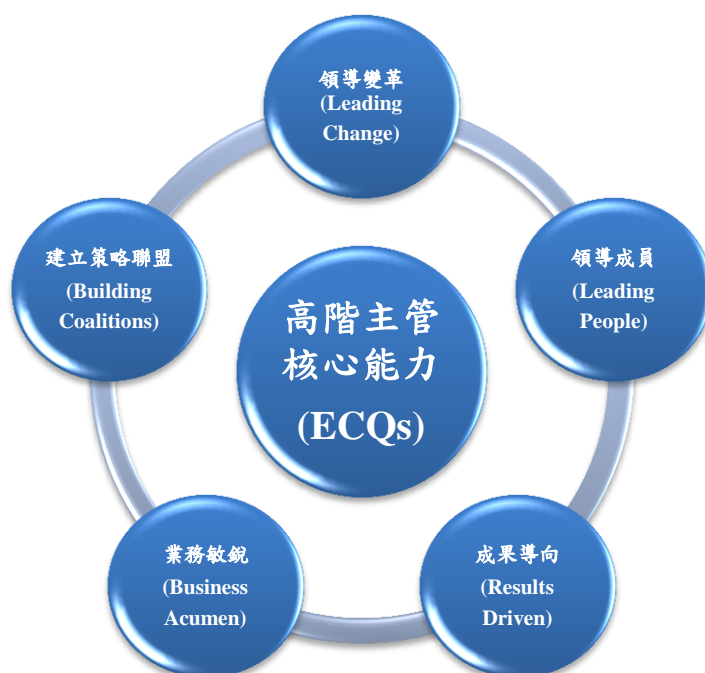 領導變革
(Leading
Change)
建立策略聯盟
(Building
Coalitions)
領導成員
(Leading
People)
高階主管
核心能力
(ECQs)
業務敏銳
(Business
Acumen)
成果導向
(Results
Driven)